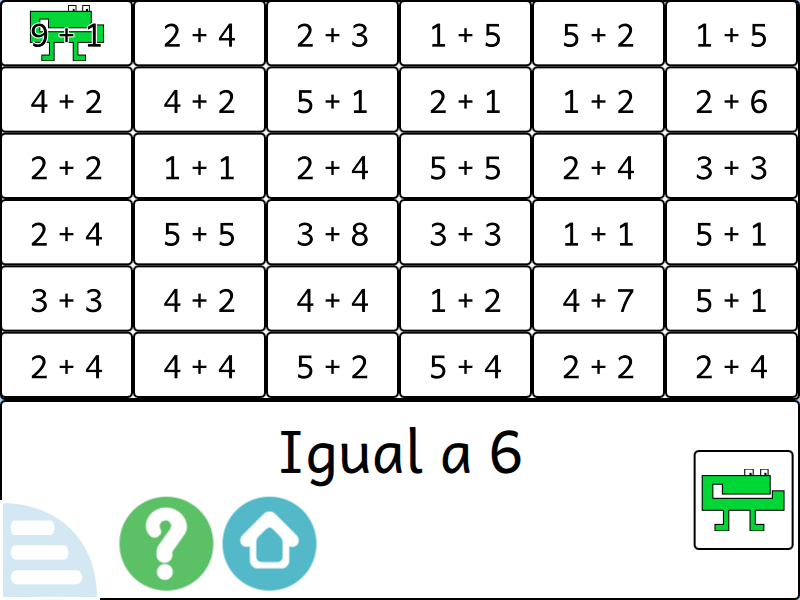 9 + 1 2 + 4 2 + 3 1 + 5 5 + 2 1 + 5
4 + 2 4 + 2 5 + 1 2 + 1 1 + 2 2 + 6
2 + 2 1 + 1 2 + 4 5 + 5 2 + 4 3 + 3
2 + 4 5 + 5 3 + 8 3 + 3 1 + 1 5 + 1
3 + 3 4 + 2 4 + 4 1 + 2 4 + 7 5 + 1
2 + 4 4 + 4 5 + 2 5 + 4 2 + 2 2 + 4
Igual a 6
?